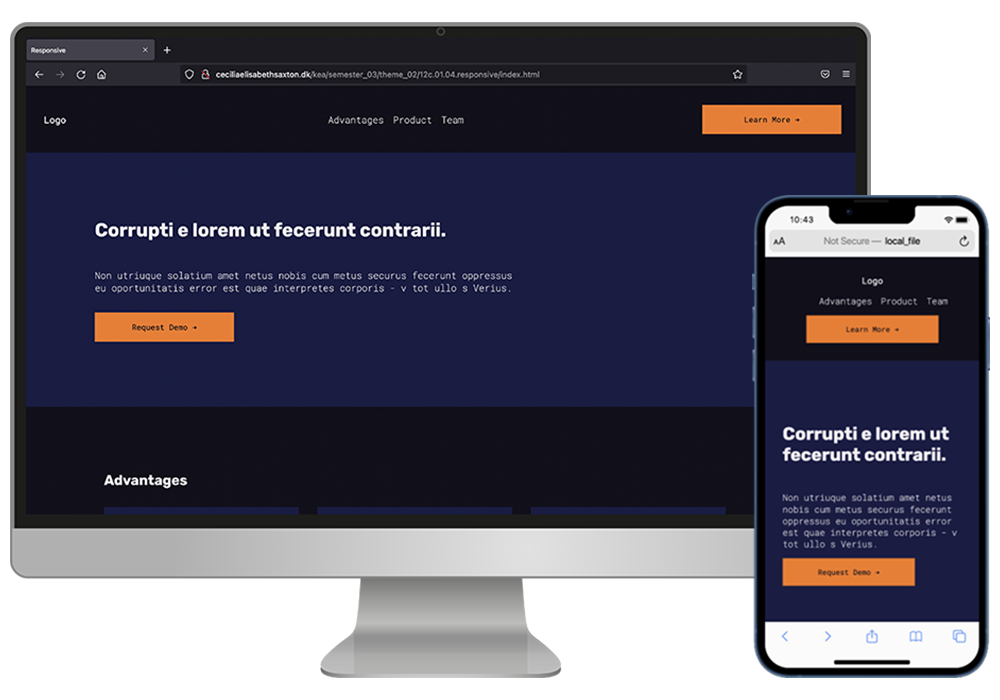 Responsive
ceciliaelisabethsaxton.dk/kea/semester_03/theme_02/12c.01.04.responsive/index.html
Logo
Advantages Product Team
Learn More →
Corrupti e lorem ut fecerunt contrarii.
Non utriuque solatium amet netus nobis cum metus securus fecerunt oppressus
eu oportunitatis error est quae interpretes corporis - v tot ullo s Verius.
Request Demo →
Advantages
10:43
AA
Not Secure — local_file
Logo
Advantages Product Team
Learn More →
Corrupti e lorem ut
fecerunt contrarii.
Non utriuque solatium amet netus
nobis cum metus securus fecerunt
oppressus eu oportunitatis error
est quae interpretes corporis - v
tot ullo s Verius.
Request Demo →